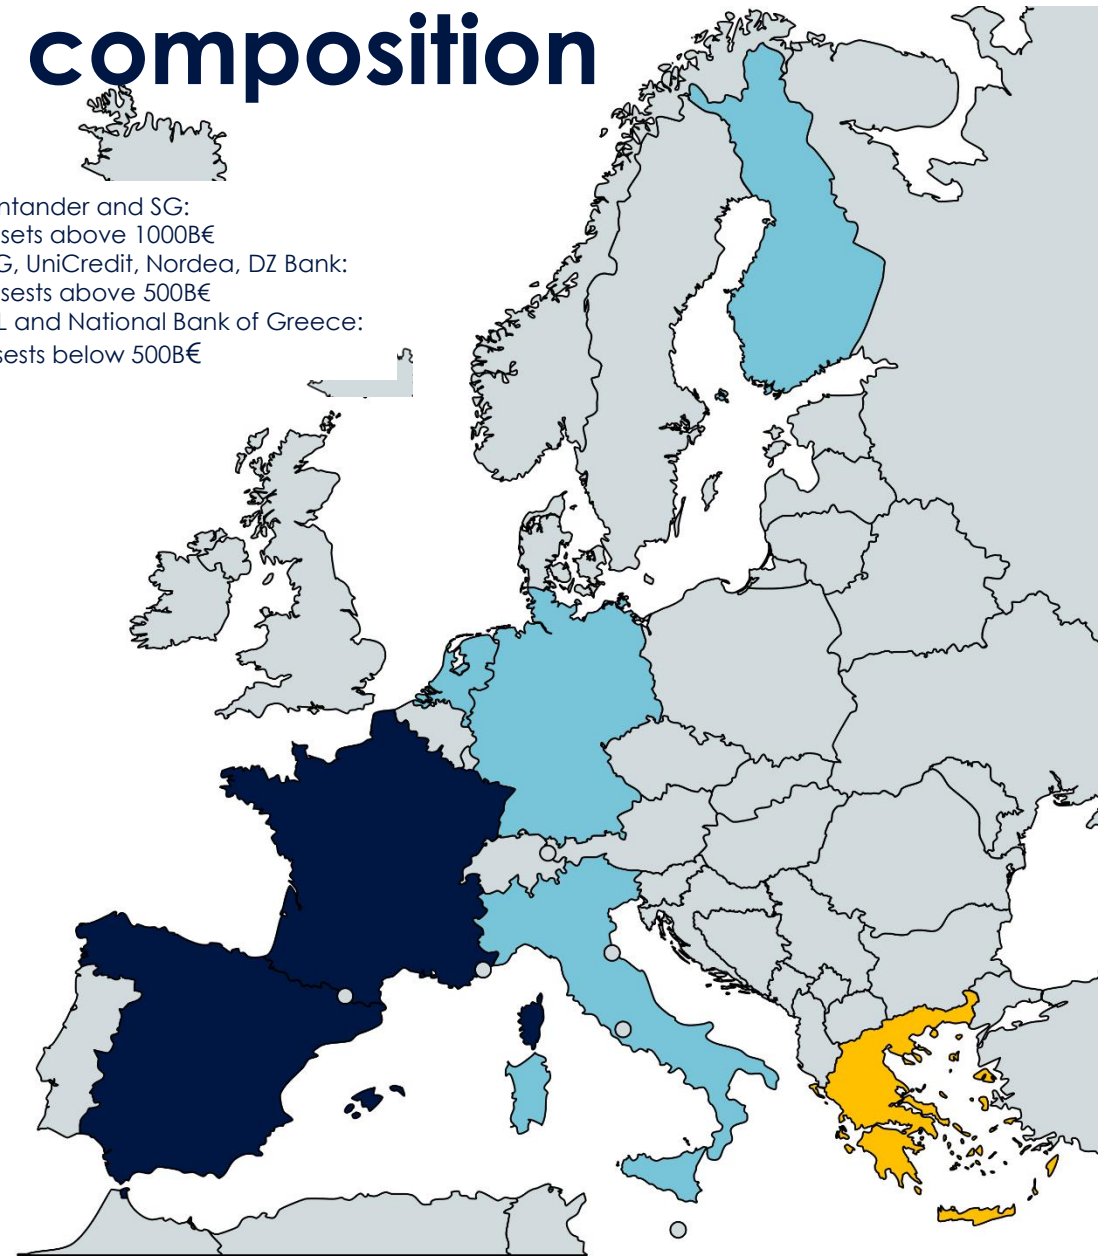 composition
ntander and SG:
sets above 1000B€
G, UniCredit, Nordea, DZ Bank:
sests above 500B€
L and National Bank of Greece:
sests below 500B€